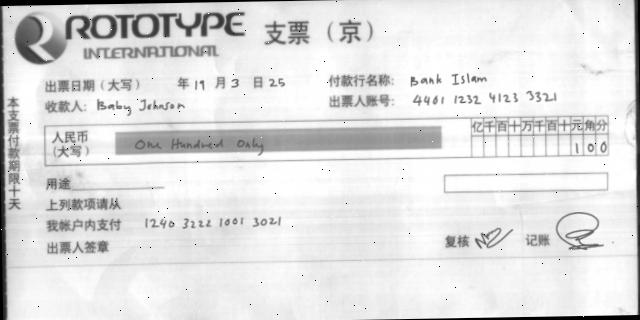 ROTOTYPE
INTERNATIONAL
支票（京）
出票日期（大写） 年 19 月 3 日 25 付款行名称： Bank Islam
收款人： Baby Johnson 出票人账号： 4401 1232 4123 3321
本支票付款期限十天
人民币（大写） One Hundred Only 亿千百十万千百十元角分
1 0 0
用途
上列款项请从
我帐户内支付 1240 3222 1001 3021
出票人签章 复核 记账